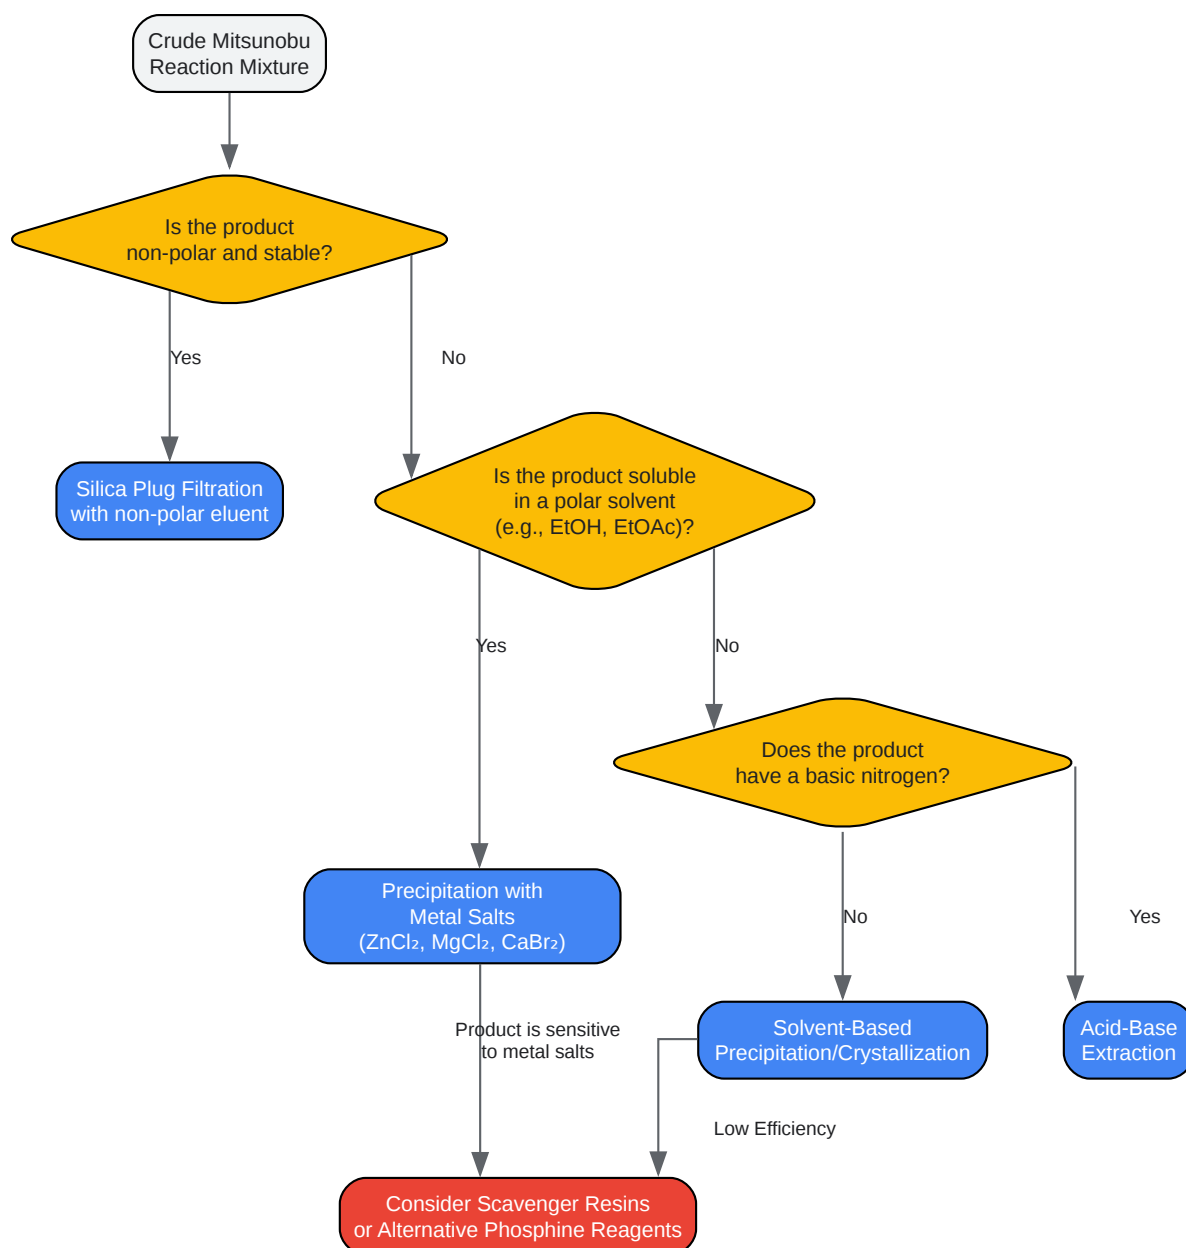 Crude Mitsunobu
Reaction Mixture
Is the product
non-polar and stable?
Yes
No
Silica Plug Filtration
with non-polar eluent
Is the product soluble
in a polar solvent
(e.g., EtOH, EtOAc)?
Yes
No
Does the product
have a basic nitrogen?
Precipitation with
Metal Salts
(ZnCl₂, MgCl₂, CaBr₂)
No
Yes
Product is sensitive
to metal salts
Solvent-Based
Precipitation/Crystallization
Acid-Base
Extraction
Low Efficiency
Consider Scavenger Resins
or Alternative Phosphine Reagents